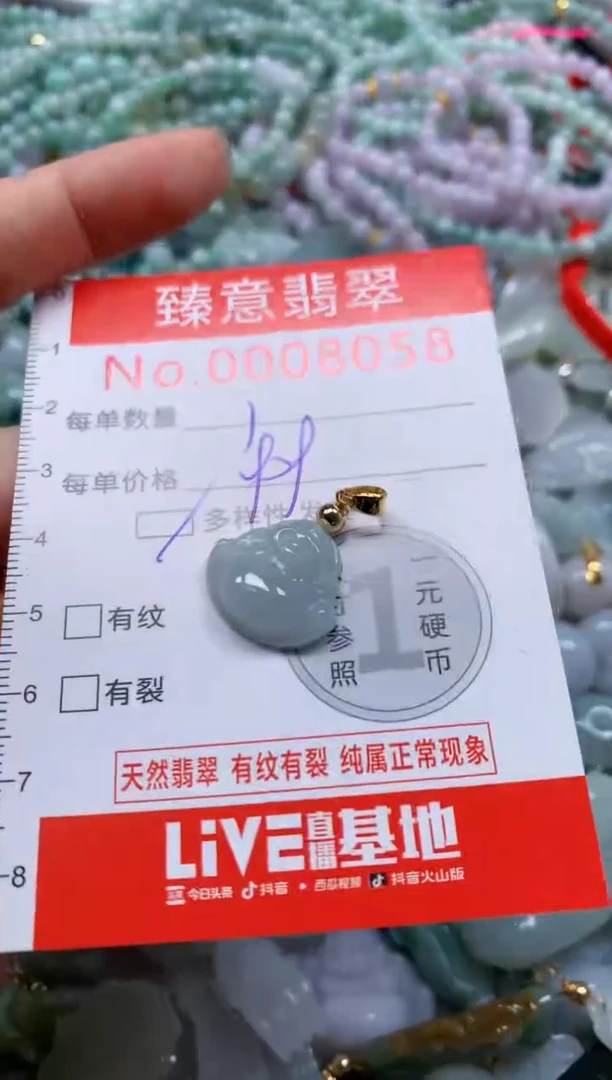 臻意翡翠
No.0008058
1
每单数量
1
2
每单价格
3
多样性发
4
有纹
5
有裂
6
参照
1
一元硬币
天然翡翠 有纹有裂 纯属正常现象
7
LiVE直播基地
8
今日头条 抖音 西瓜视频 抖音火山版